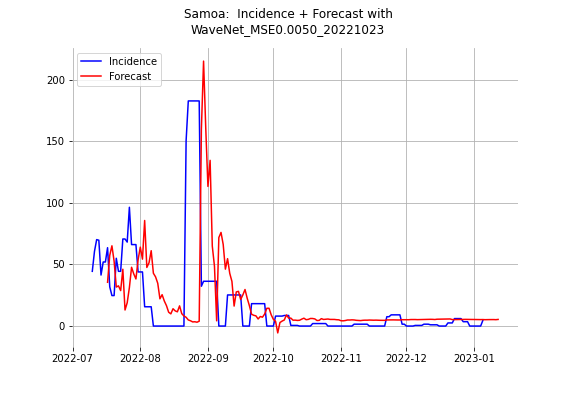 Samoa:  Incidence + Forecast with
WaveNet_MSE0.0050_20221023
Incidence
Forecast
200
150
100
50
0
2022-07 2022-08 2022-09 2022-10 2022-11 2022-12 2023-01